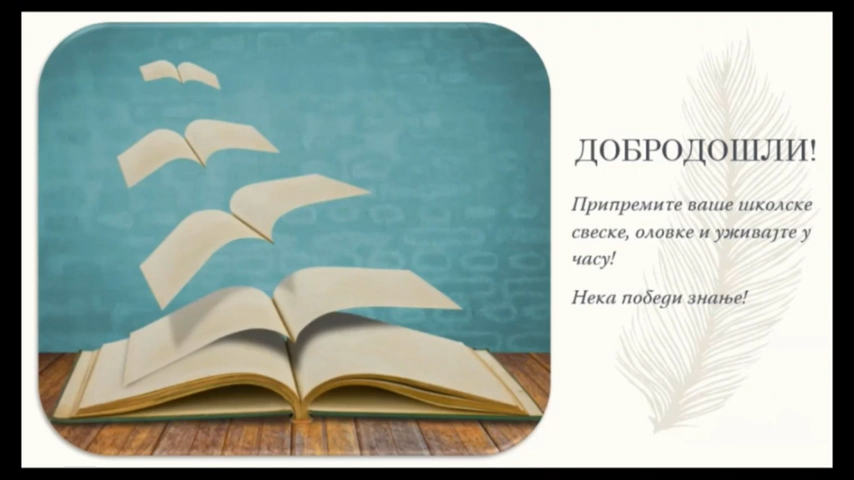 ДОБРОДОШЛИ!
Припремите ваше школске
свеске, оловке и уживајте у
часу!
Нека победи знање!